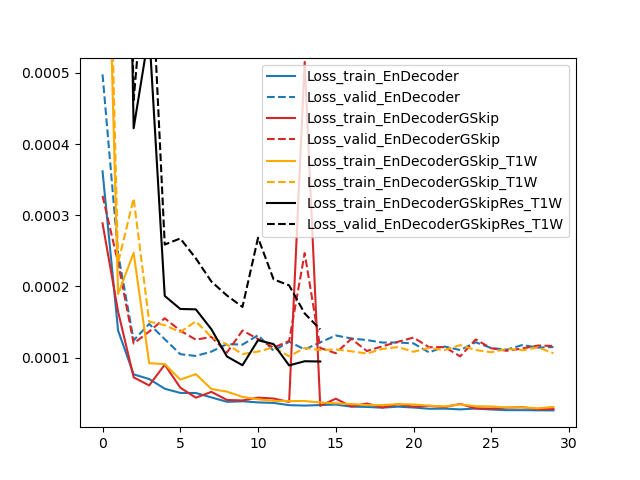 0.0005
0.0004
0.0003
0.0002
0.0001
0
5
10
15
20
25
30
Loss_train_EnDecoder
Loss_valid_EnDecoder
Loss_train_EnDecoderGSkip
Loss_valid_EnDecoderGSkip
Loss_train_EnDecoderGSkip_T1W
Loss_train_EnDecoderGSkip_T1W
Loss_train_EnDecoderGSkipRes_T1W
Loss_valid_EnDecoderGSkipRes_T1W